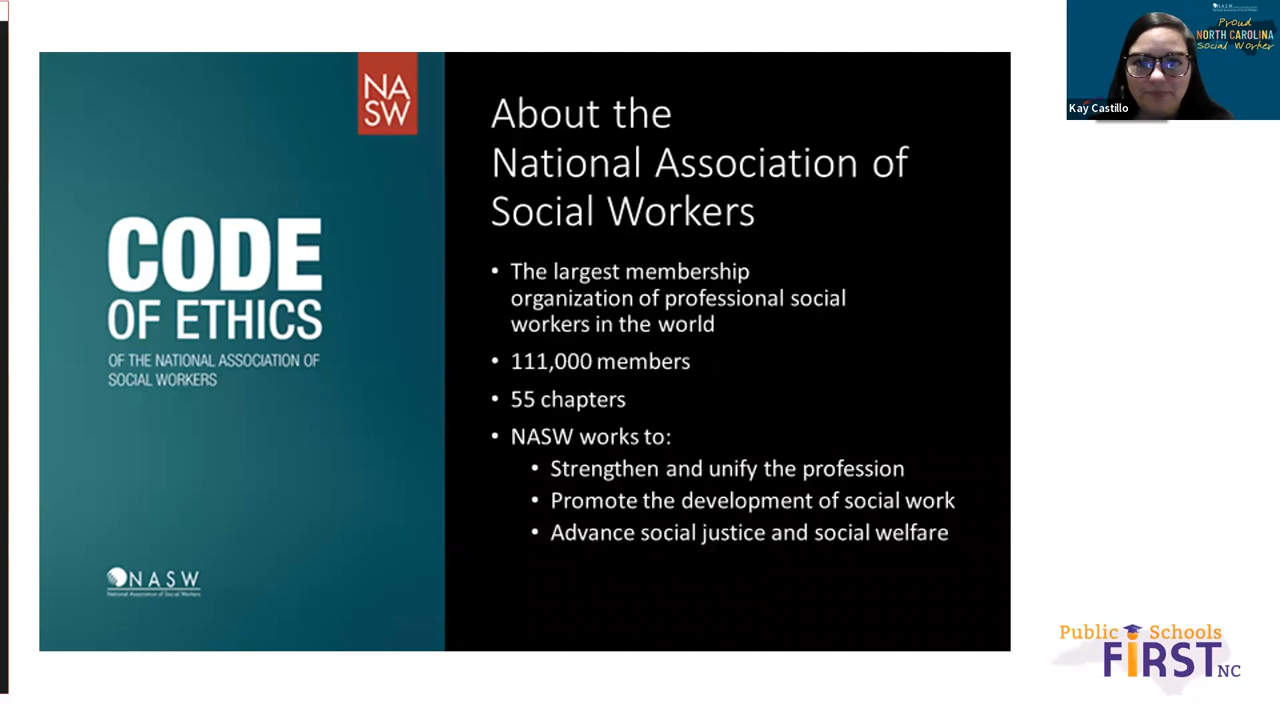 NA
SW
CODE
OF ETHICS
OF THE NATIONAL ASSOCIATION OF
SOCIAL WORKERS
NASW
National Association of Social Workers
About the
National Association of
Social Workers
• The largest membership
organization of professional social
workers in the world
• 111,000 members
• 55 chapters
• NASW works to:
• Strengthen and unify the profession
• Promote the development of social work
• Advance social justice and social welfare
NASW
Proud
NORTH CAROLINA
Social Worker
Kay Castillo
Public Schools
FiRST NC